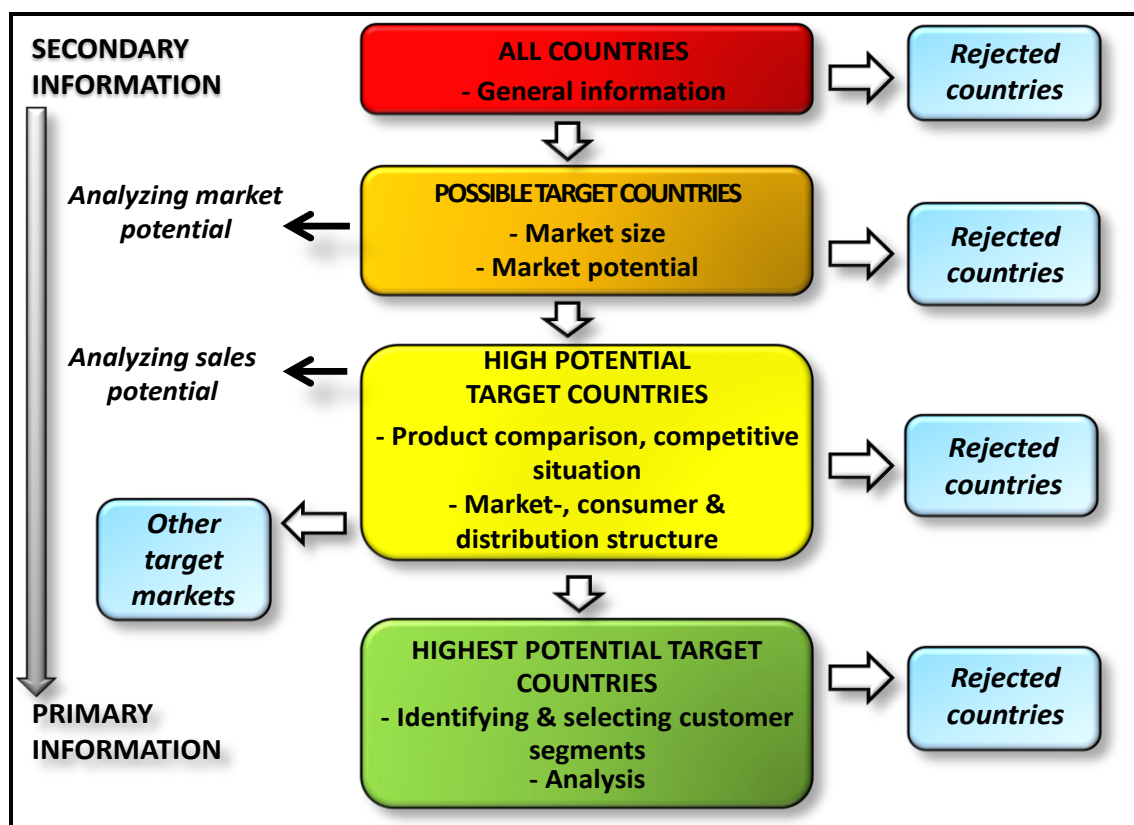 SECONDARY
INFORMATION
ALL COUNTRIES
- General information
Rejected
countries
Analyzing market
potential
POSSIBLE TARGET COUNTRIES
- Market size
- Market potential
Rejected
countries
Analyzing sales
potential
HIGH POTENTIAL
TARGET COUNTRIES
- Product comparison, competitive
situation
- Market-, consumer &
distribution structure
Rejected
countries
Other
target
markets
HIGHEST POTENTIAL TARGET
COUNTRIES
- Identifying & selecting customer
segments
- Analysis
Rejected
countries
PRIMARY
INFORMATION